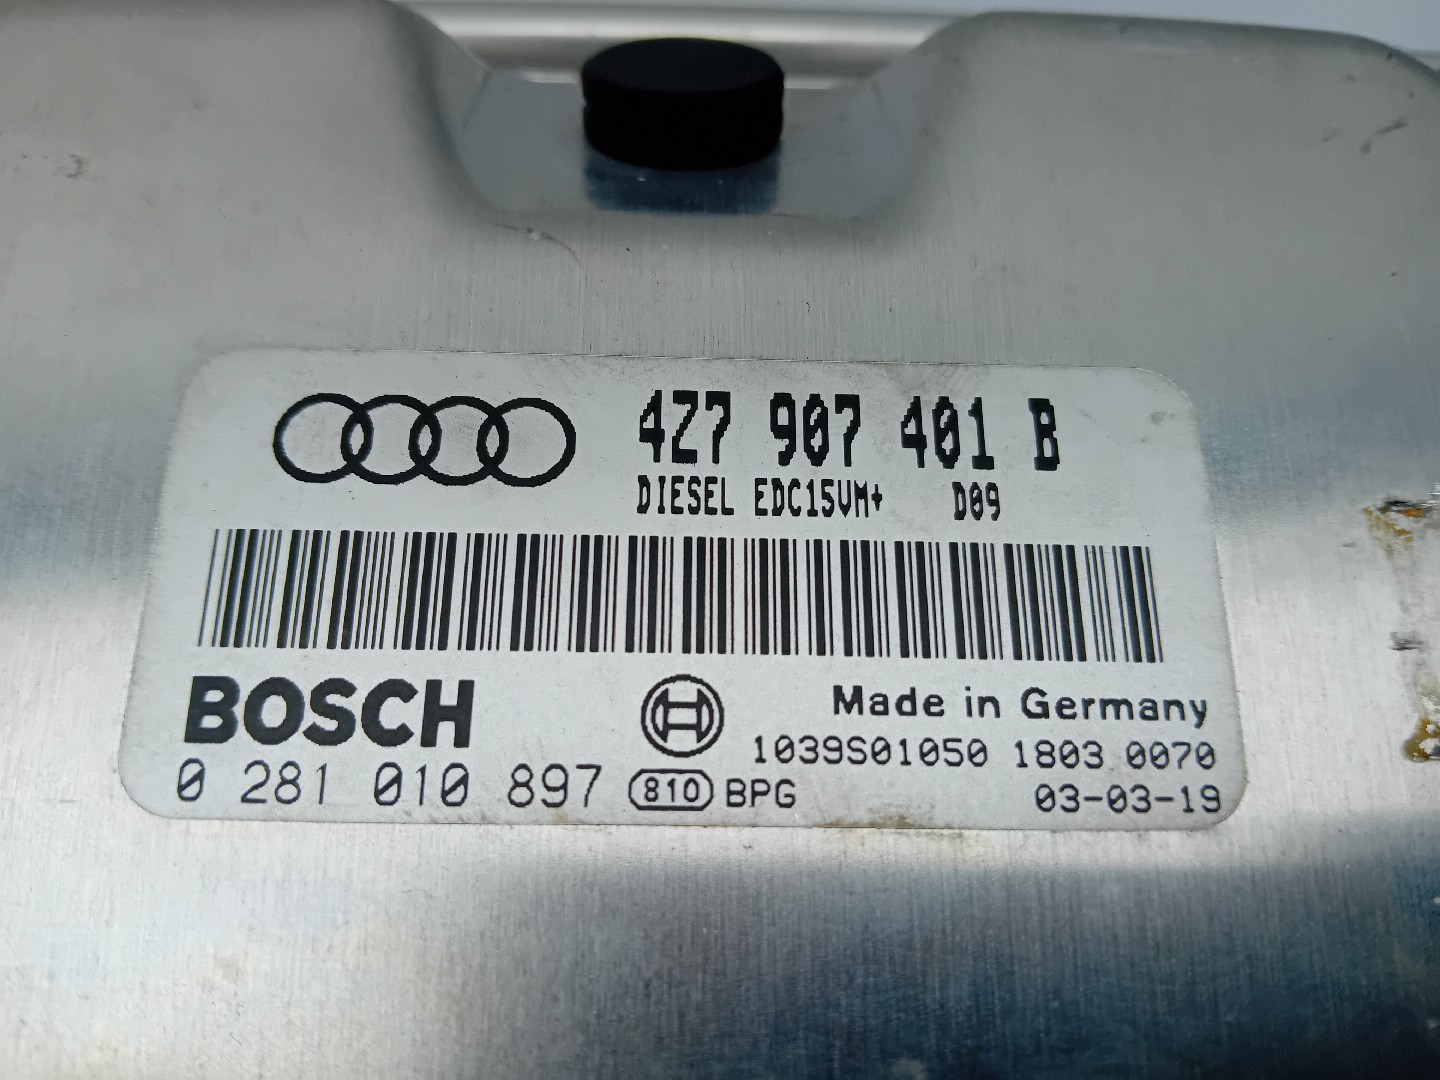 4Z7 907 401 B
DIESEL EDC15VM+ D09
BOSCH
Made in Germany
1039S01050 1803 0070
0 281 010 897 810 BPG 03-03-19